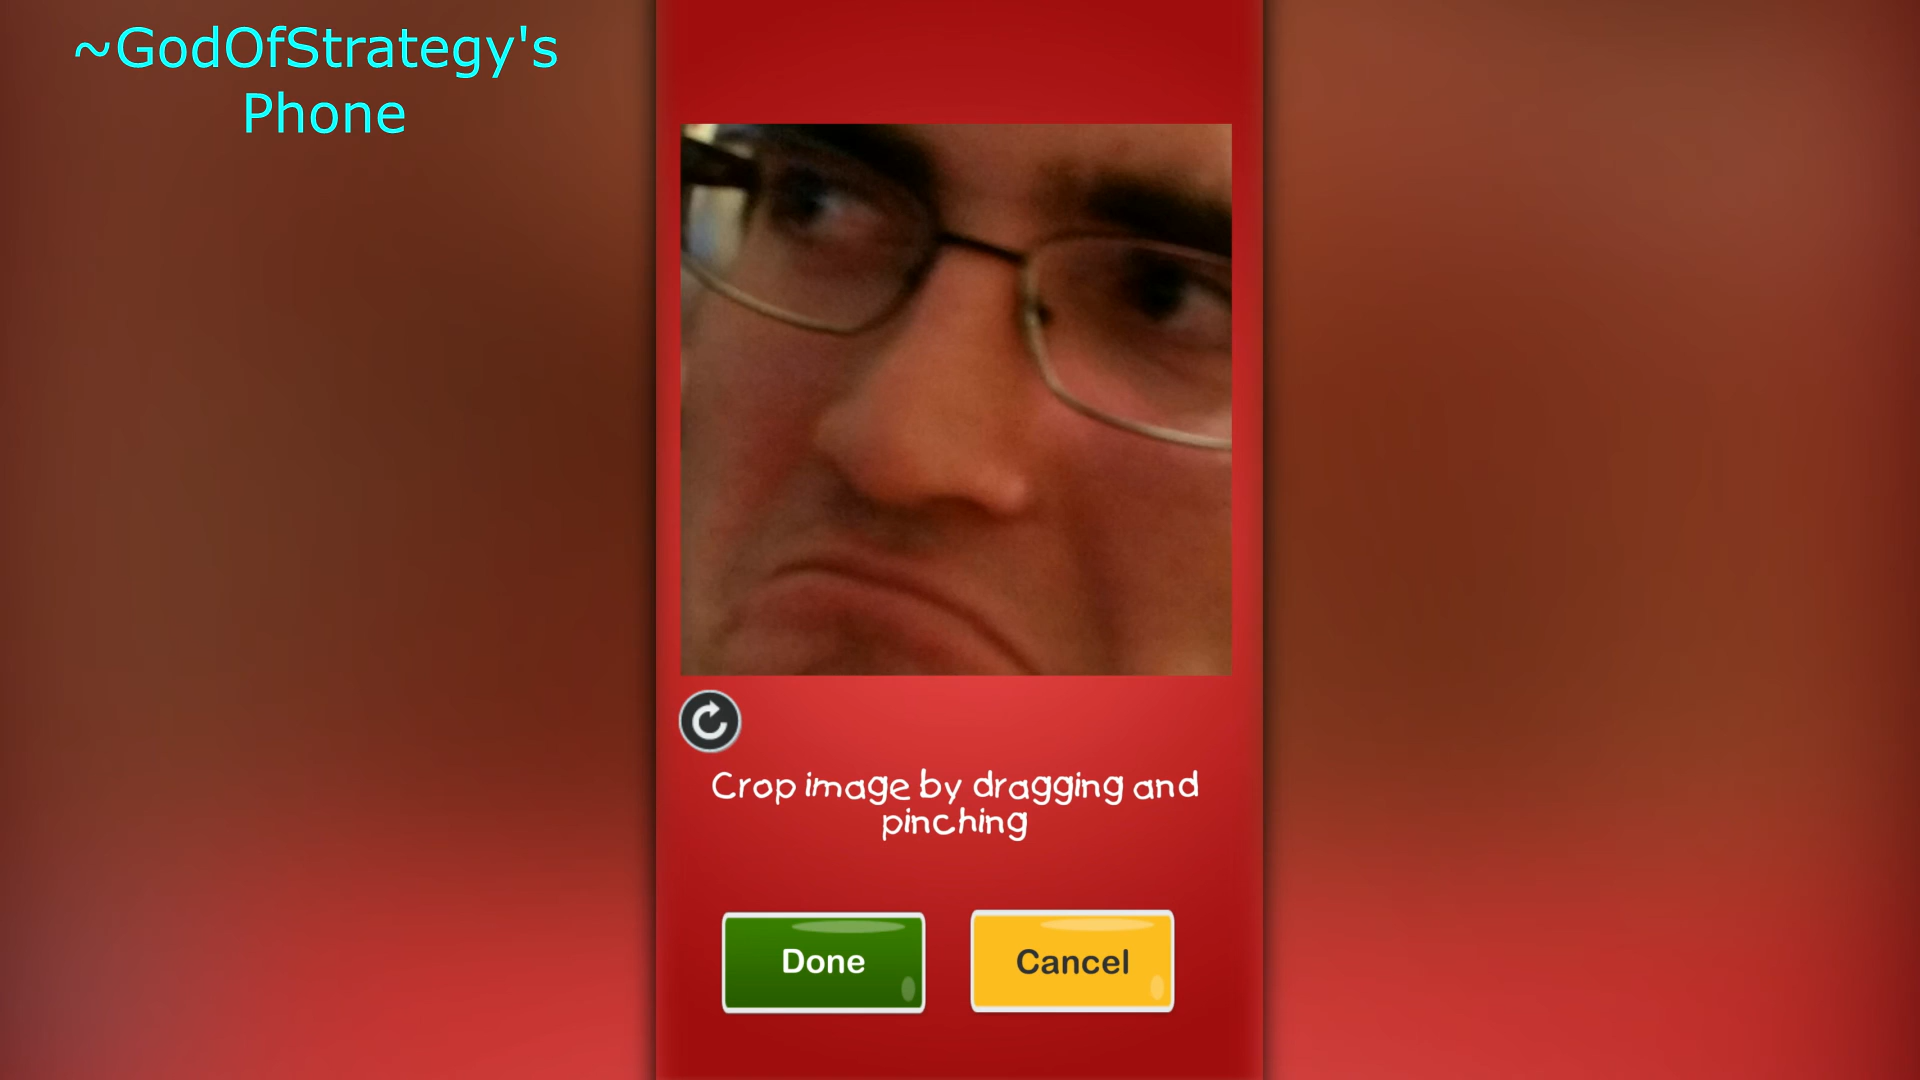 ~GodOfStrategy's
Phone
Crop image by dragging and
pinching
Done
Cancel